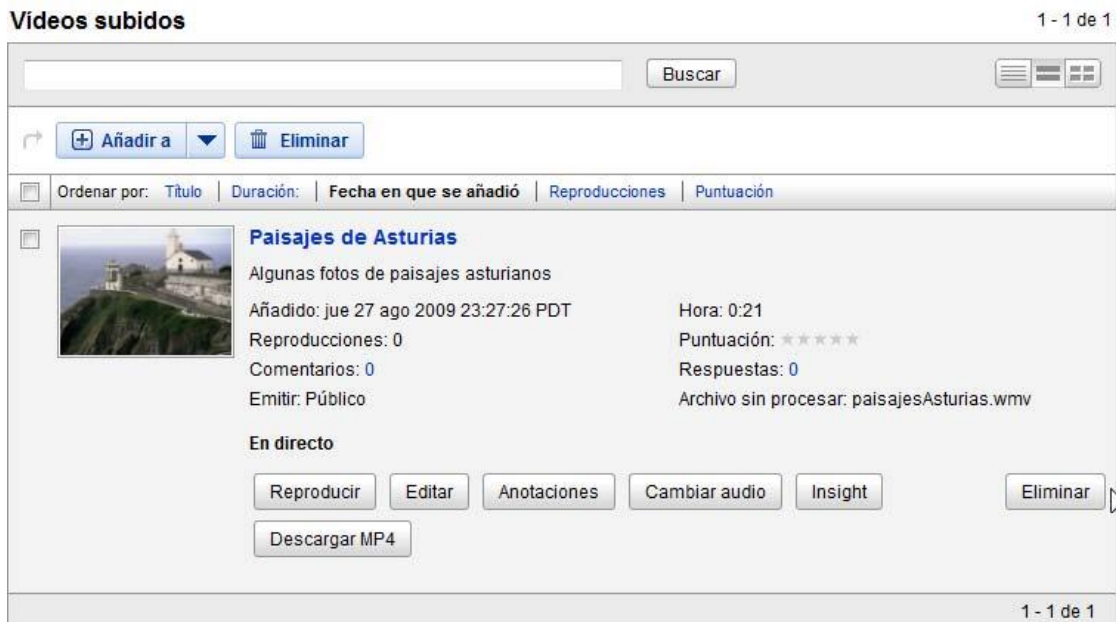 Vídeos subidos 1 - 1 de 1
Buscar
Añadir a Eliminar
Ordenar por: Título | Duración: | Fecha en que se añadió | Reproducciones | Puntuación
Paisajes de Asturias
Algunas fotos de paisajes asturianos
Añadido: jue 27 ago 2009 23:27:26 PDT Hora: 0:21
Reproducciones: 0 Puntuación:
Comentarios: 0 Respuestas: 0
Emitir: Público Archivo sin procesar: paisajesAsturias.wmv
En directo
Reproducir Editar Anotaciones Cambiar audio Insight Eliminar
Descargar MP4
1 - 1 de 1